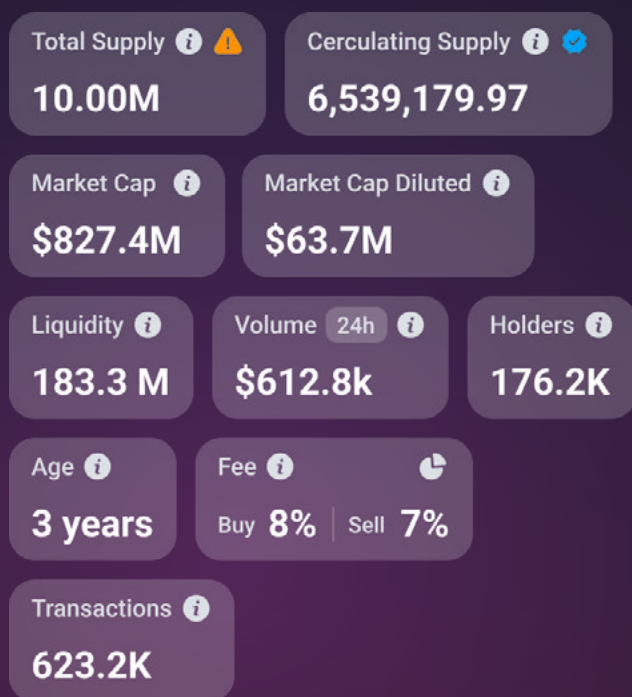 Total Supply
Cerculating Supply
10.00M
6,539,179.97
Market Cap
Market Cap Diluted
$827.4M
$63.7M
Liquidity
Volume 24h
Holders
183.3 M
$612.8k
176.2K
Age
Fee
3 years
Buy 8% Sell 7%
Transactions
623.2K